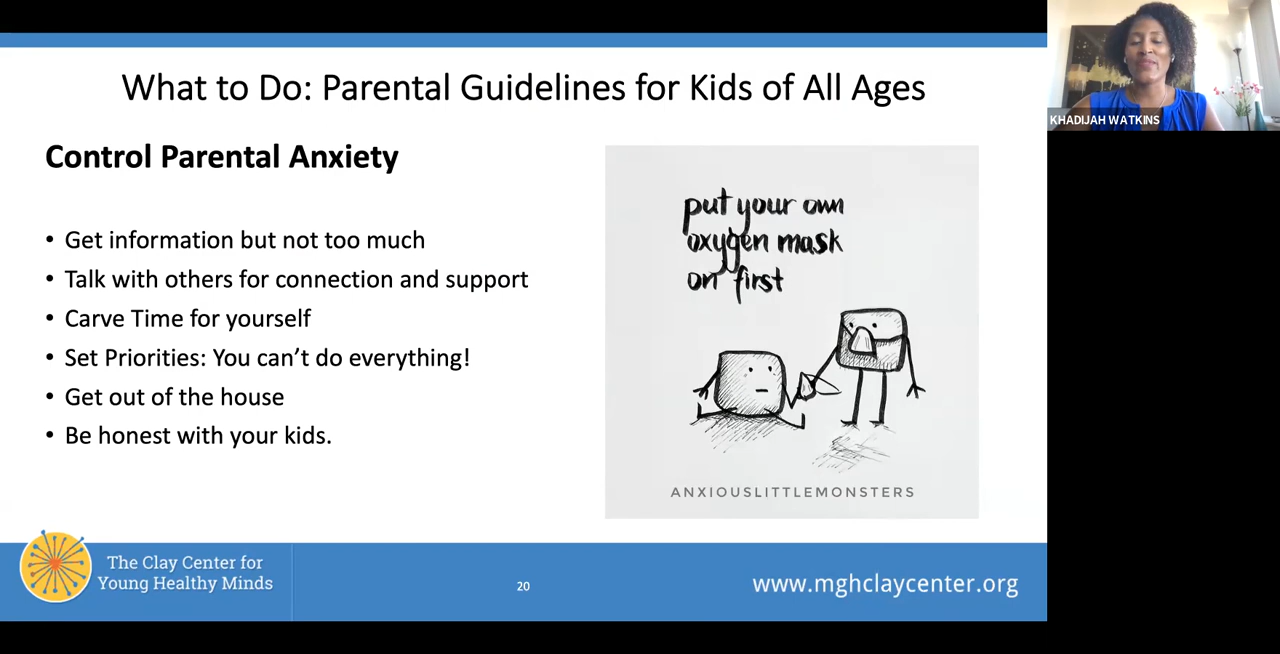 What to Do: Parental Guidelines for Kids of All Ages
KHADIJAH WATKINS
Control Parental Anxiety
• Get information but not too much
• Talk with others for connection and support
• Carve Time for yourself
• Set Priorities: You can’t do everything!
• Get out of the house
• Be honest with your kids.
put your own
oxygen mask
on first
ANXIOUSLITTLEMONSTERS
The Clay Center for
Young Healthy Minds
20
www.mghclaycenter.org